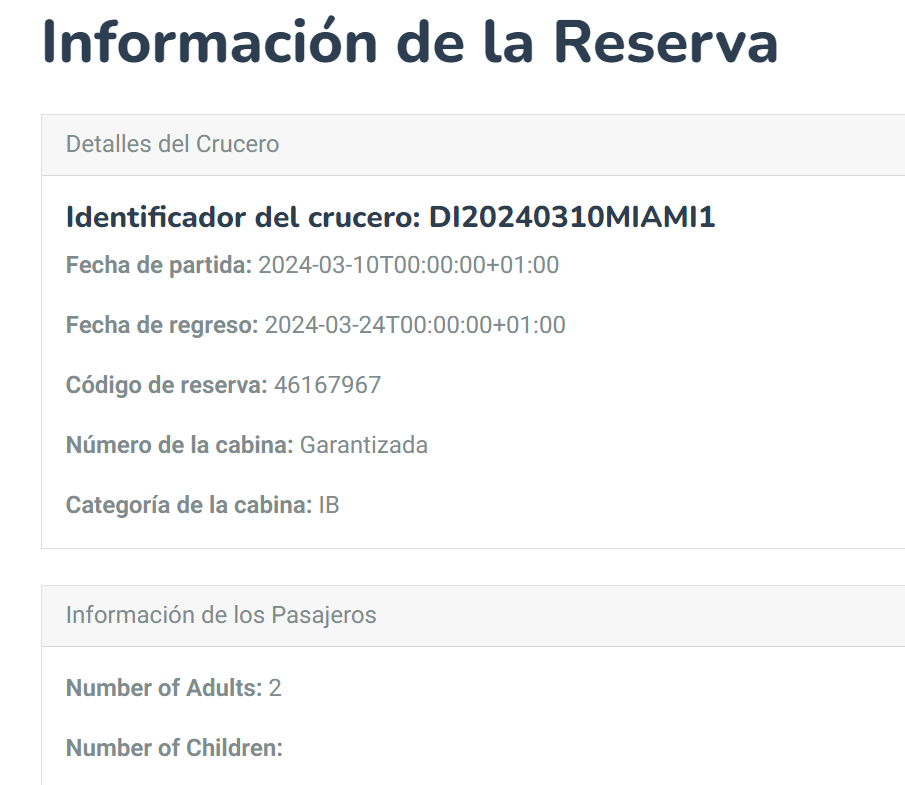 Información de la Reserva
Detalles del Crucero
Identificador del crucero: DI20240310MIAMI1
Fecha de partida: 2024-03-10T00:00:00+01:00
Fecha de regreso: 2024-03-24T00:00:00+01:00
Código de reserva: 46167967
Número de la cabina: Garantizada
Categoría de la cabina: IB
Información de los Pasajeros
Number of Adults: 2
Number of Children: